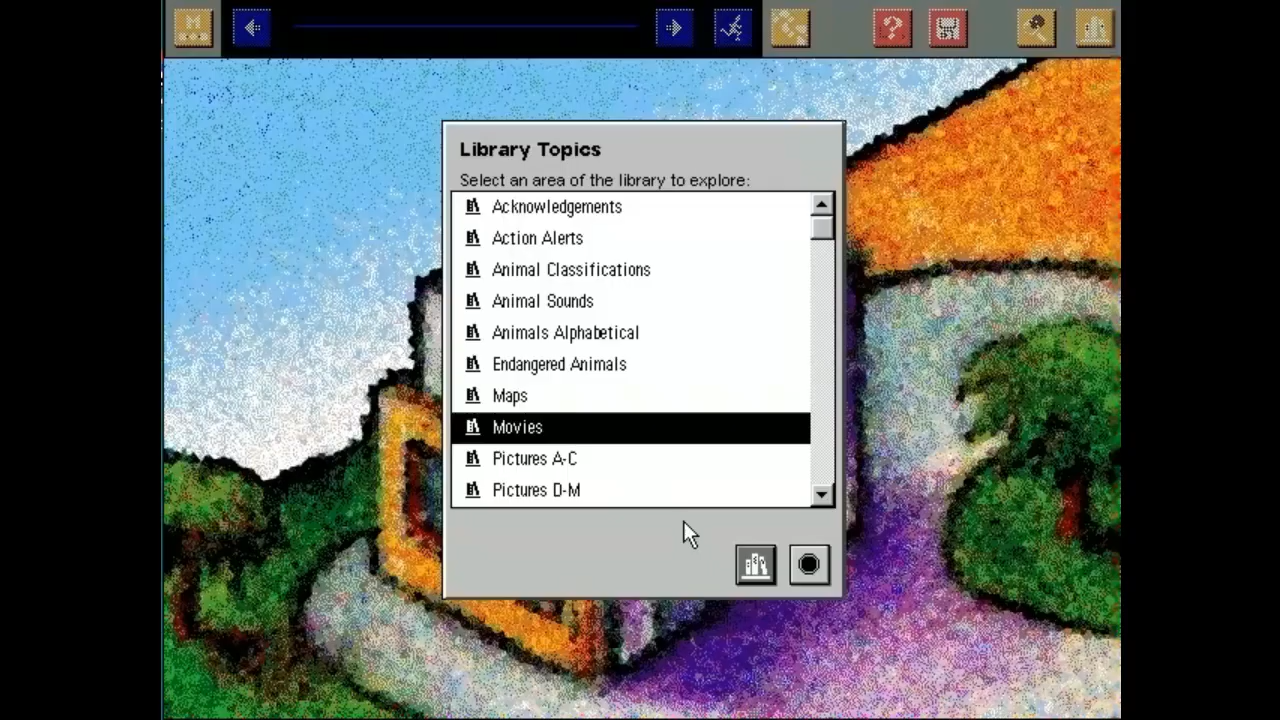 M
?
Library Topics
Select an area of the library to explore:
Acknowledgements
Action Alerts
Animal Classifications
Animal Sounds
Animals Alphabetical
Endangered Animals
Maps
Movies
Pictures A-C
Pictures D-M